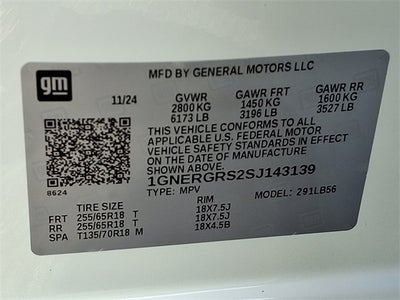 gm
MFD BY GENERAL MOTORS LLC
11/24 GVWR GAWR FRT GAWR RR
2800 KG 1450 KG 1600 KG
6173 LB 3196 LB 3527 LB
THIS VEHICLE CONFORMS TO ALL
APPLICABLE U.S. FEDERAL MOTOR
VEHICLE SAFETY STANDARDS IN EFFECT
ON THE DATE OF MANUFACTURE SHOWN ABOVE.
1GNERGRS2SJ143139
8624 TYPE: MPV MODEL: 291LB56
TIRE SIZE RIM
FRT 255/65R18 T 18X7.5J
RR 255/65R18 T 18X7.5J
SPA T135/70R18 M 18X4.5B